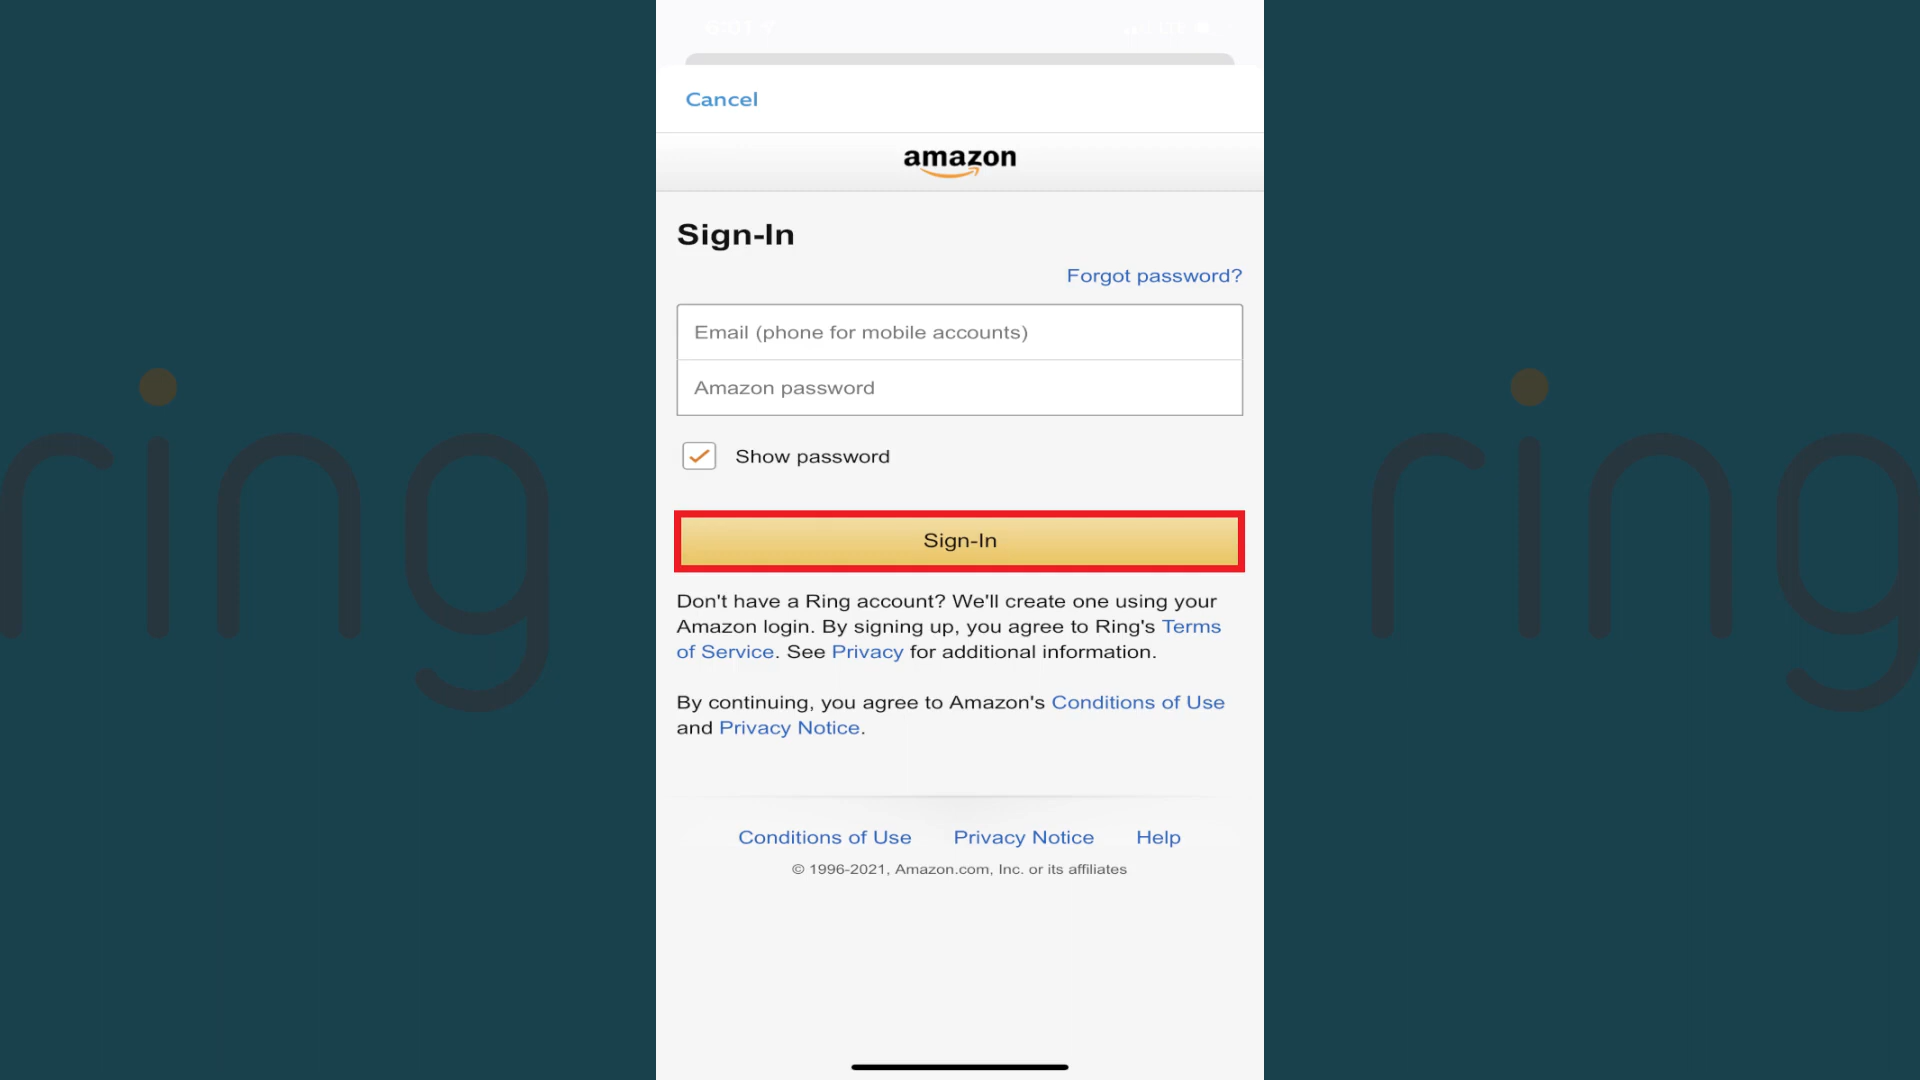 Cancel
amazon
Sign-In
Forgot password?
Email (phone for mobile accounts)
Amazon password
Show password
Sign-In
Don't have a Ring account? We'll create one using your
Amazon login. By signing up, you agree to Ring's Terms
of Service. See Privacy for additional information.
By continuing, you agree to Amazon's Conditions of Use
and Privacy Notice.
Conditions of Use Privacy Notice Help
© 1996-2021, Amazon.com, Inc. or its affiliates
ring
ring